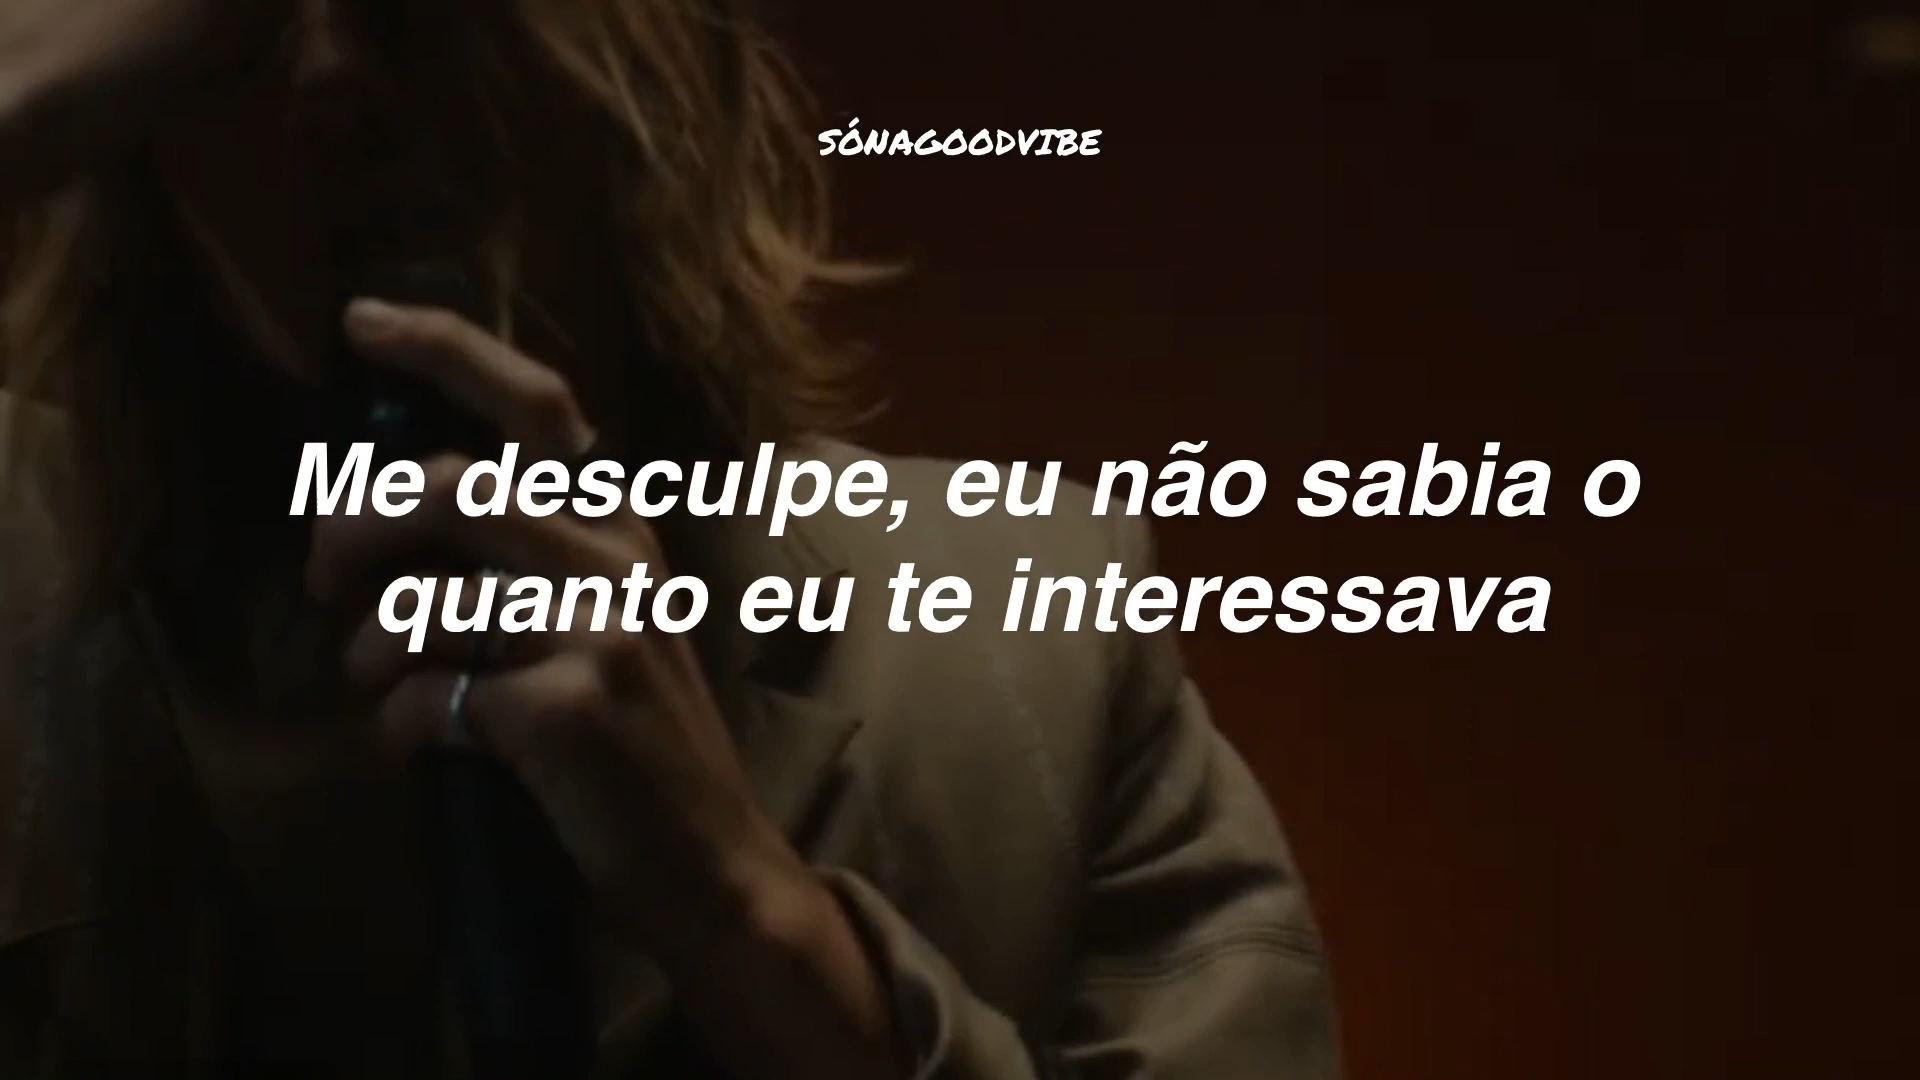 SÓNAGOODVIBE
Me desculpe, eu não sabia o
quanto eu te interessava